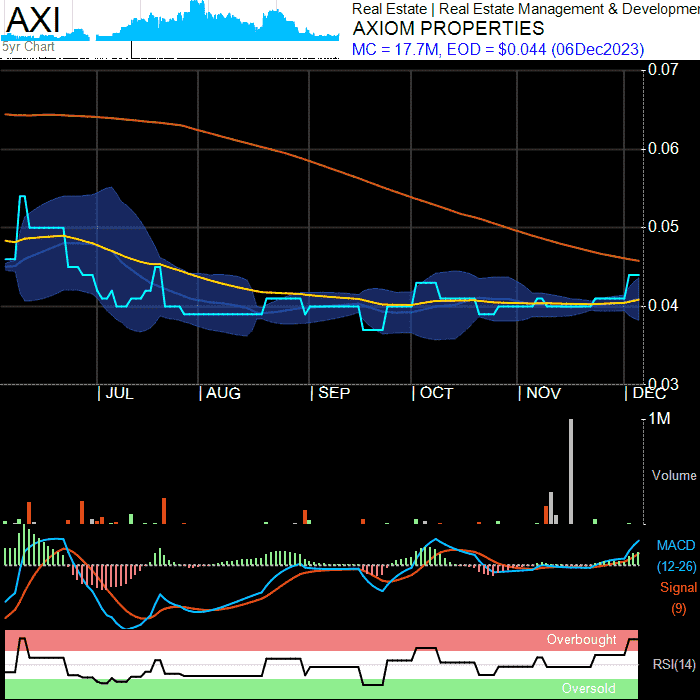 AXI
5yr Chart
Real Estate | Real Estate Management & Developmen
AXIOM PROPERTIES
MC = 17.7M, EOD = $0.044 (06Dec2023)
0.07
0.06
0.05
0.04
0.03
| JUL | AUG | SEP | OCT | NOV | DEC
1M
Volume
MACD
(12-26)
Signal
(9)
Overbought
RSI(14)
Oversold